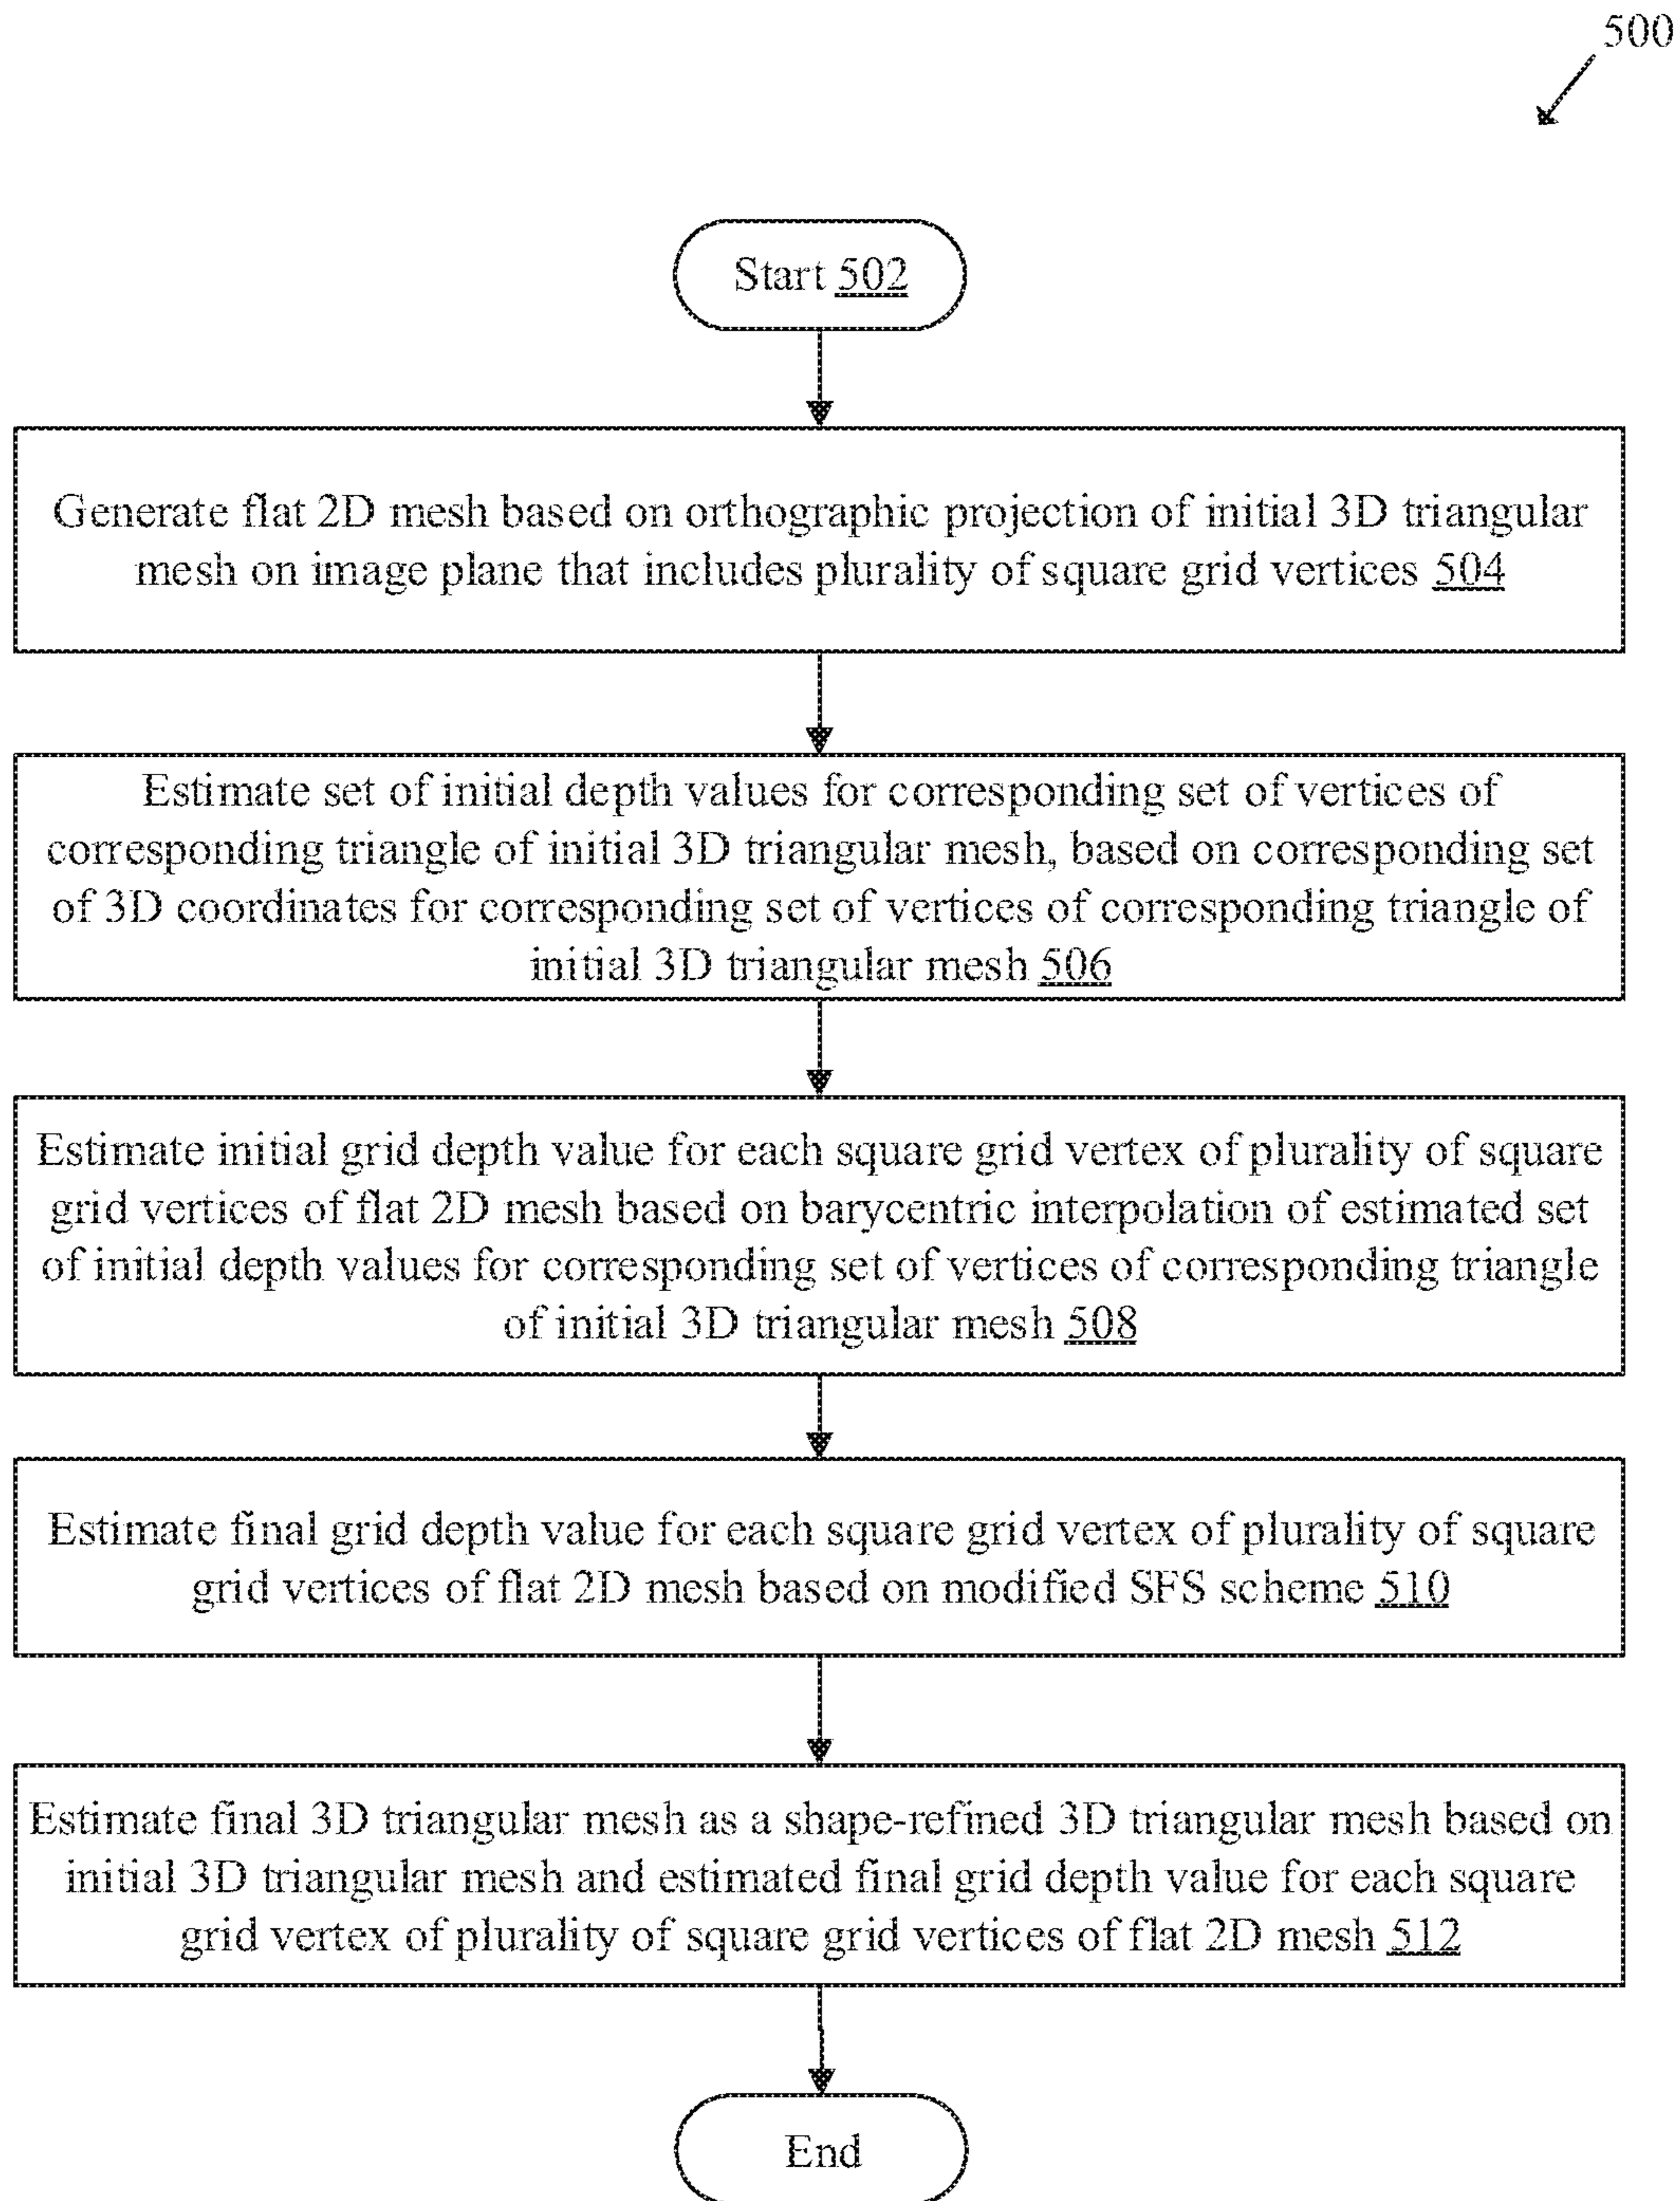 500
Start 502
Generate flat 2D mesh based on orthographic projection of initial 3D triangular
mesh on image plane that includes plurality of square grid vertices 504
Estimate set of initial depth values for corresponding set of vertices of
corresponding triangle of initial 3D triangular mesh, based on corresponding set
of 3D coordinates for corresponding set of vertices of corresponding triangle of
initial 3D triangular mesh 506
Estimate initial grid depth value for each square grid vertex of plurality of square
grid vertices of flat 2D mesh based on barycentric interpolation of estimated set
of initial depth values for corresponding set of vertices of corresponding triangle
of initial 3D triangular mesh 508
Estimate final grid depth value for each square grid vertex of plurality of square
grid vertices of flat 2D mesh based on modified SFS scheme 510
Estimate final 3D triangular mesh as a shape-refined 3D triangular mesh based on
initial 3D triangular mesh and estimated final grid depth value for each square
grid vertex of plurality of square grid vertices of flat 2D mesh 512
End